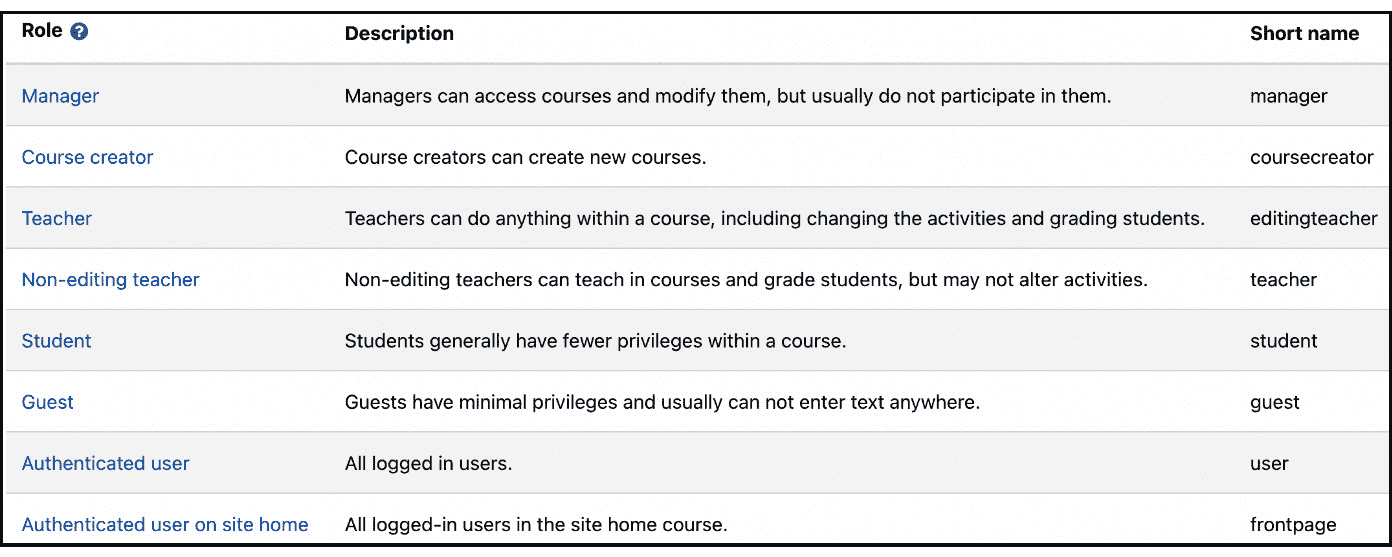 Role ? Description Short name
Manager Managers can access courses and modify them, but usually do not participate in them. manager
Course creator Course creators can create new courses. coursecreator
Teacher Teachers can do anything within a course, including changing the activities and grading students. editingteacher
Non-editing teacher Non-editing teachers can teach in courses and grade students, but may not alter activities. teacher
Student Students generally have fewer privileges within a course. student
Guest Guests have minimal privileges and usually can not enter text anywhere. guest
Authenticated user All logged in users. user
Authenticated user on site home All logged-in users in the site home course. frontpage